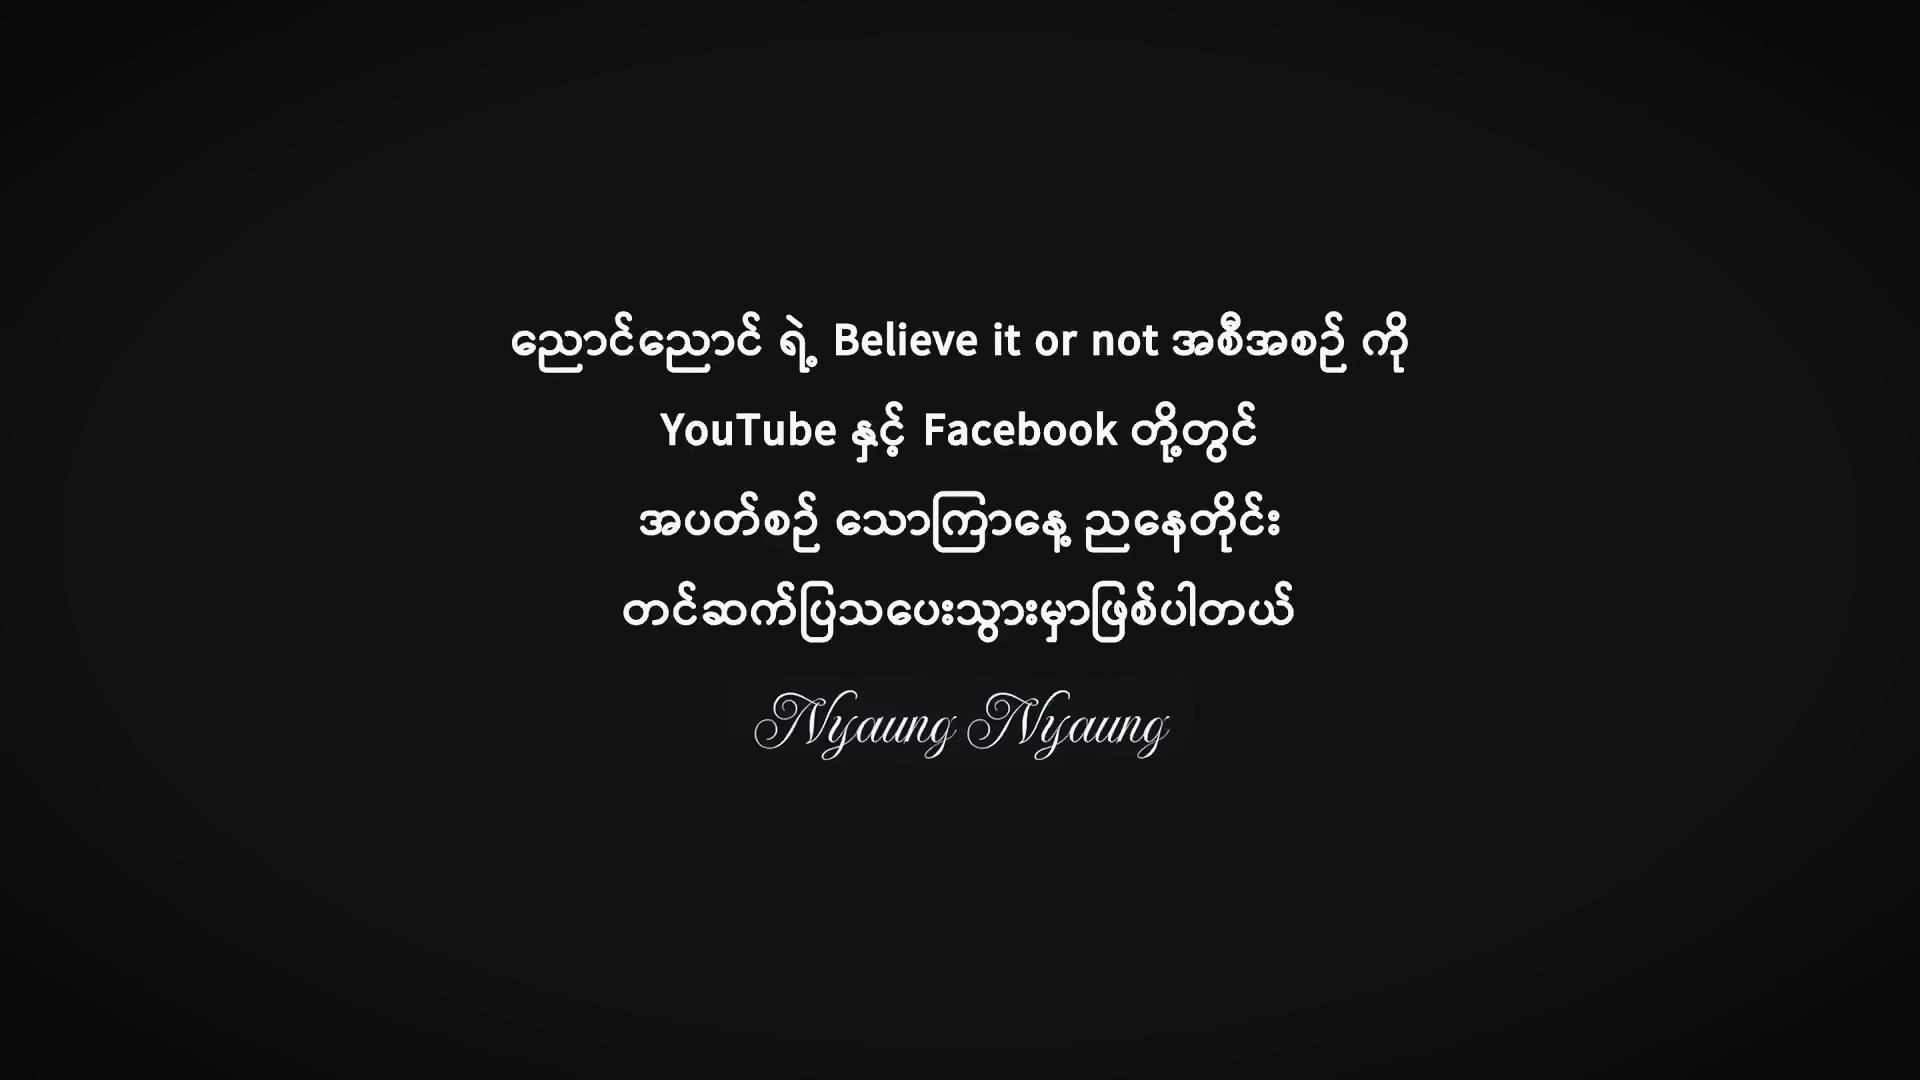 ညောင်ညောင် ရဲ့ Believe it or not အစီအစဉ် ကို
YouTube နှင့် Facebook တို့တွင်
အပတ်စဉ် သောကြာနေ့ ညနေတိုင်း
တင်ဆက်ပြသပေးသွားမှာဖြစ်ပါတယ်
Nyaung Nyaung